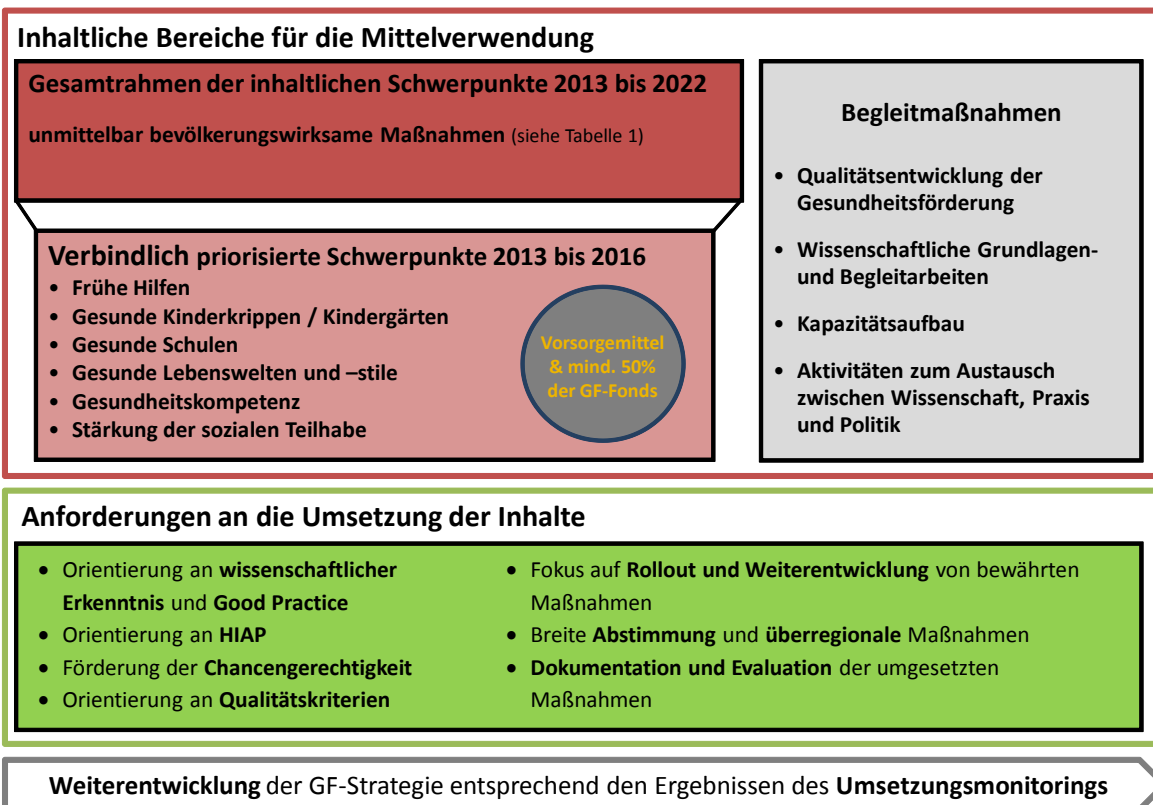 Inhaltliche Bereiche für die Mittelverwendung
Gesamtrahmen der inhaltlichen Schwerpunkte 2013 bis 2022
unmittelbar bevölkerungswirksame Maßnahmen (siehe Tabelle 1)
Verbindlich priorisierte Schwerpunkte 2013 bis 2016
• Frühe Hilfen
• Gesunde Kinderkrippen / Kindergärten
• Gesunde Schulen
• Gesunde Lebenswelten und –stile
• Gesundheitskompetenz
• Stärkung der sozialen Teilhabe
Vorsorgemittel
& mind. 50%
der GF-Fonds
Begleitmaßnahmen
• Qualitätsentwicklung der
Gesundheitsförderung
• Wissenschaftliche Grundlagen-
und Begleitarbeiten
• Kapazitätsaufbau
• Aktivitäten zum Austausch
zwischen Wissenschaft, Praxis
und Politik
Anforderungen an die Umsetzung der Inhalte
• Orientierung an wissenschaftlicher
Erkenntnis und Good Practice
• Orientierung an HIAP
• Förderung der Chancengerechtigkeit
• Orientierung an Qualitätskriterien
• Fokus auf Rollout und Weiterentwicklung von bewährten
Maßnahmen
• Breite Abstimmung und überregionale Maßnahmen
• Dokumentation und Evaluation der umgesetzten
Maßnahmen
Weiterentwicklung der GF-Strategie entsprechend den Ergebnissen des Umsetzungsmonitorings